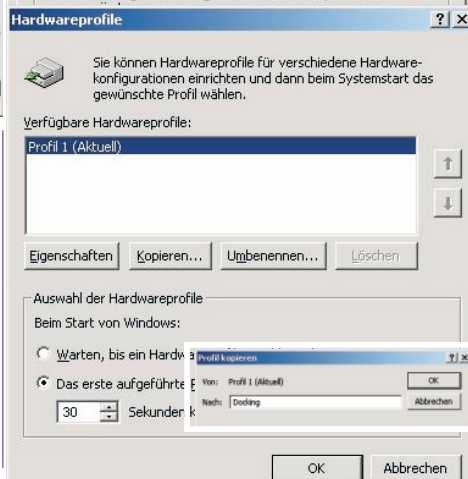 Hardwareprofile
Sie können Hardwareprofile für verschiedene Hardware-
konfigurationen einrichten und dann beim Systemstart das
gewünschte Profil wählen.
Verfügbare Hardwareprofile:
Profil 1 (Aktuell)
Eigenschaften Kopieren... Umbenennen... Löschen
Auswahl der Hardwareprofile
Beim Start von Windows:
Warten, bis ein Hardwa
Das erste aufgeführte P
30 Sekunden k
Profil kopieren
Von: Profil 1 (Aktuell) OK
Nach: Docking Abbrechen
OK Abbrechen